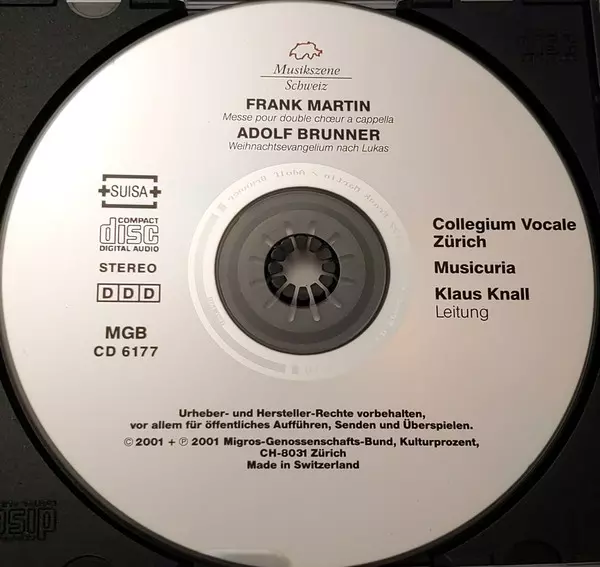 Musikszene
Schweiz
FRANK MARTIN
Messe pour double chœur a cappella
ADOLF BRUNNER
Weihnachtsevangelium nach Lukas
SUISA
COMPACT
disc
DIGITAL AUDIO
STEREO
DDD
MGB
CD 6177
Collegium Vocale
Zürich
Musicuria
Klaus Knall
Leitung
Urheber- und Hersteller-Rechte vorbehalten,
vor allem für öffentliches Aufführen, Senden und Überspielen.
© 2001 + ℗ 2001 Migros-Genossenschafts-Bund, Kulturprozent,
CH-8031 Zürich
Made in Switzerland